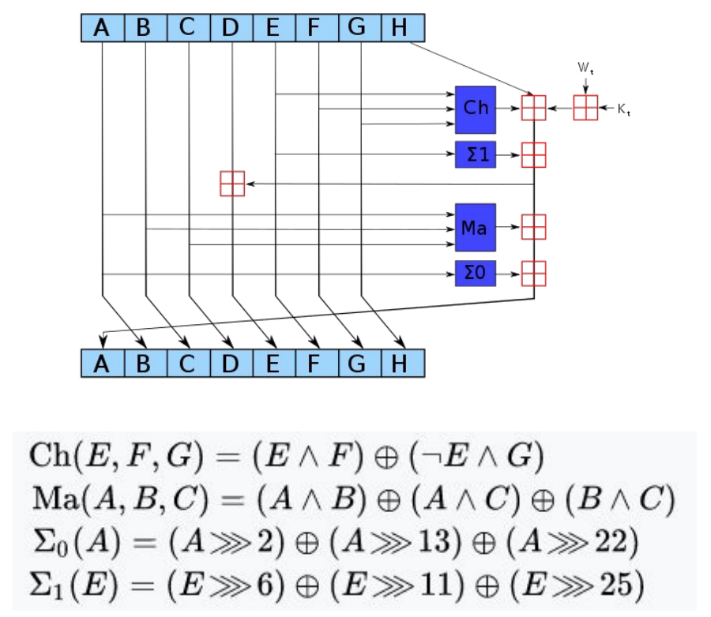 A B C D E F G H
Wt
Ch
Kt
Σ1
Ma
Σ0
A B C D E F G H
Ch(E, F, G) = (E ∧ F) ⊕ (¬E ∧ G)
Ma(A, B, C) = (A ∧ B) ⊕ (A ∧ C) ⊕ (B ∧ C)
Σ₀(A) = (A⋙2) ⊕ (A⋙13) ⊕ (A⋙22)
Σ₁(E) = (E⋙6) ⊕ (E⋙11) ⊕ (E⋙25)